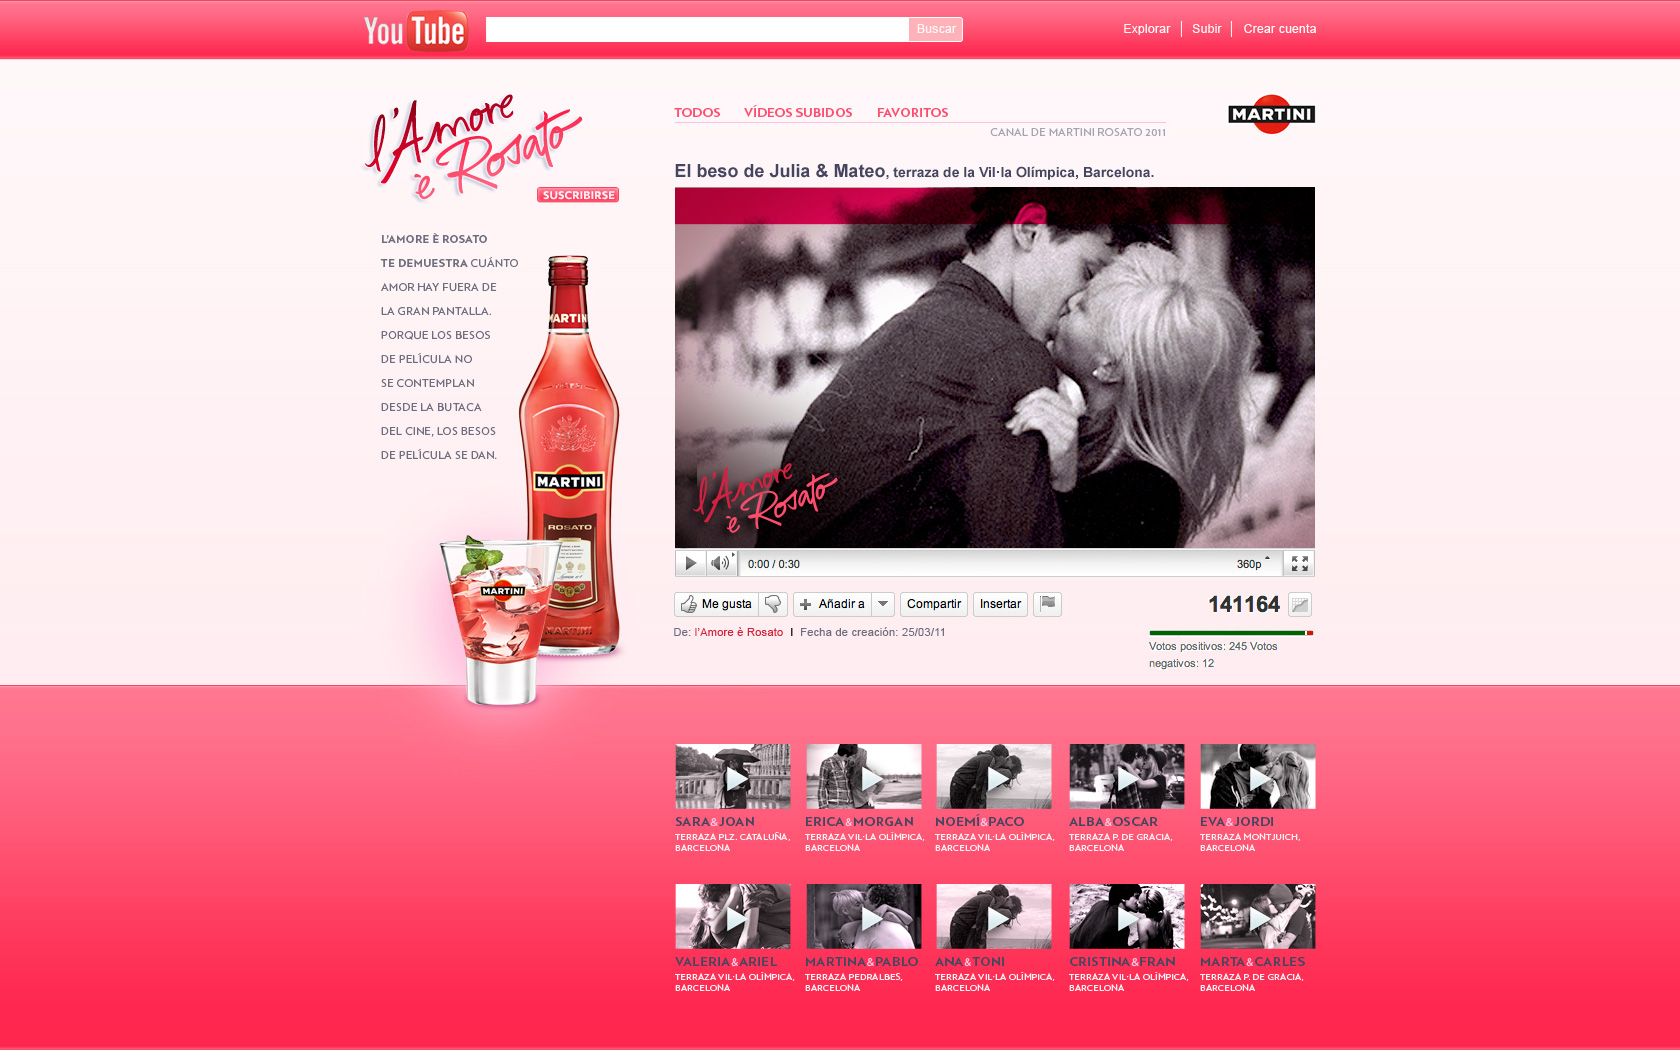 You Tube
Buscar
Explorar
Subir
Crear cuenta
l'Amore è Rosato
SUSCRIBIRSE
TODOS
VÍDEOS SUBIDOS
FAVORITOS
CANAL DE MARTINI ROSATO 2011
MARTINI
El beso de Julia & Mateo, terraza de la Vil·la Olímpica, Barcelona.
L'AMORE È ROSATO
TE DEMUESTRA CUÁNTO
AMOR HAY FUERA DE
LA GRAN PANTALLA.
PORQUE LOS BESOS
DE PELÍCULA NO
SE CONTEMPLAN
DESDE LA BUTACA
DEL CINE, LOS BESOS
DE PELÍCULA SE DAN.
MARTINI
MARTINI
ROSATO
MARTINI
MARTINI
l'Amore è Rosato
0:00 / 0:30
360p
Me gusta
Añadir a
Compartir
Insertar
141164
De: l'Amore è Rosato I Fecha de creación: 25/03/11
Votos positivos: 245 Votos
negativos: 12
SARA&JOAN
TERRAZA PLZ. CATALUÑA,
BARCELONA
ERICA&MORGAN
TERRAZA VIL·LA OLÍMPICA,
BARCELONA
NOEMÍ&PACO
TERRAZA VIL·LA OLÍMPICA,
BARCELONA
ALBA&OSCAR
TERRAZA P. DE GRACIA,
BARCELONA
EVA&JORDI
TERRAZA MONTJUICH,
BARCELONA
VALERIA&ARIEL
TERRAZA VIL·LA OLÍMPICA,
BARCELONA
MARTINA&PABLO
TERRAZA PEDRALBES,
BARCELONA
ANA&TONI
TERRAZA VIL·LA OLÍMPICA,
BARCELONA
CRISTINA&FRAN
TERRAZA VIL·LA OLÍMPICA,
BARCELONA
MARTA&CARLES
TERRAZA P. DE GRACIA,
BARCELONA